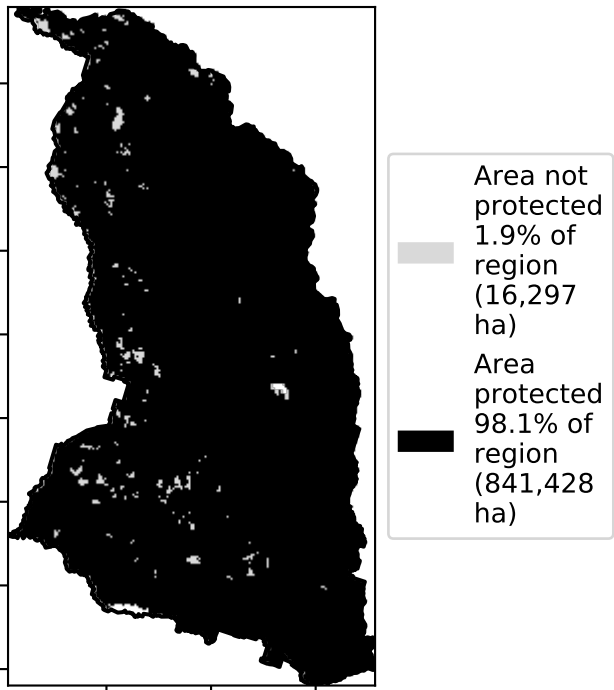 Area not
protected
1.9% of
region
(16,297
ha)
Area
protected
98.1% of
region
(841,428
ha)